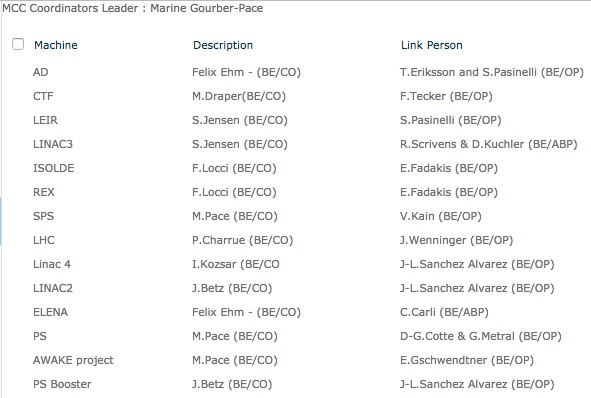 MCC Coordinators Leader : Marine Gourber-Pace
Machine Description Link Person
AD Felix Ehm - (BE/CO) T.Eriksson and S.Pasinelli (BE/OP)
CTF M.Draper(BE/CO) F.Tecker (BE/OP)
LEIR S.Jensen (BE/CO) S.Pasinelli (BE/OP)
LINAC3 S.Jensen (BE/CO) R.Scrivens & D.Kuchler (BE/ABP)
ISOLDE F.Locci (BE/CO) E.Fadakis (BE/OP)
REX F.Locci (BE/CO) E.Fadakis (BE/OP)
SPS M.Pace (BE/CO) V.Kain (BE/OP)
LHC P.Charrue (BE/CO) J.Wenninger (BE/OP)
Linac 4 I.Kozsar (BE/CO J-L.Sanchez Alvarez (BE/OP)
LINAC2 J.Betz (BE/CO) J-L.Sanchez Alvarez (BE/OP)
ELENA Felix Ehm - (BE/CO) C.Carli (BE/ABP)
PS M.Pace (BE/CO) D-G.Cotte & G.Metral (BE/OP)
AWAKE project M.Pace (BE/CO) E.Gschwendtner (BE/OP)
PS Booster J.Betz (BE/CO) J-L.Sanchez Alvarez (BE/OP)